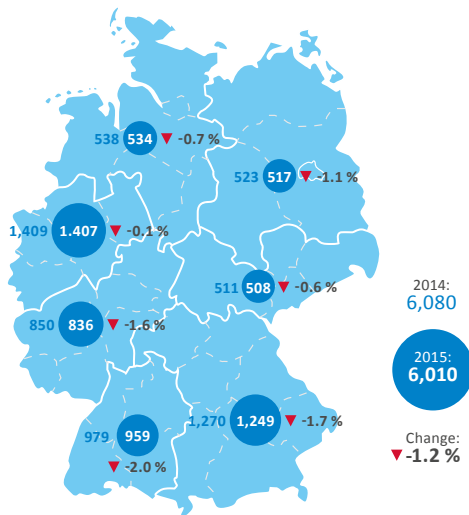 538 534 ▼ -0.7 %
523 517 ▼ -1.1 %
1,409 1.407 ▼ -0.1 %
511 508 ▼ -0.6 %
850 836 ▼ -1.6 %
1,270 1,249 ▼ -1.7 %
979 959
▼ -2.0 %
2014:
6,080
2015:
6,010
Change:
▼ -1.2 %